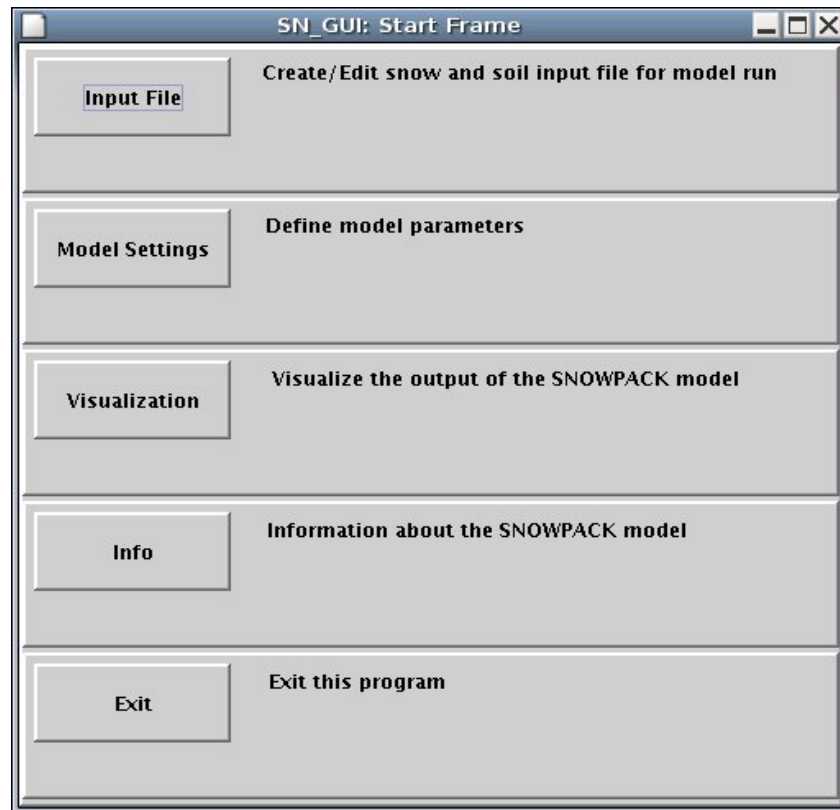 SN_GUI: Start Frame
Input File
Create/Edit snow and soil input file for model run
Model Settings
Define model parameters
Visualization
Visualize the output of the SNOWPACK model
Info
Information about the SNOWPACK model
Exit
Exit this program